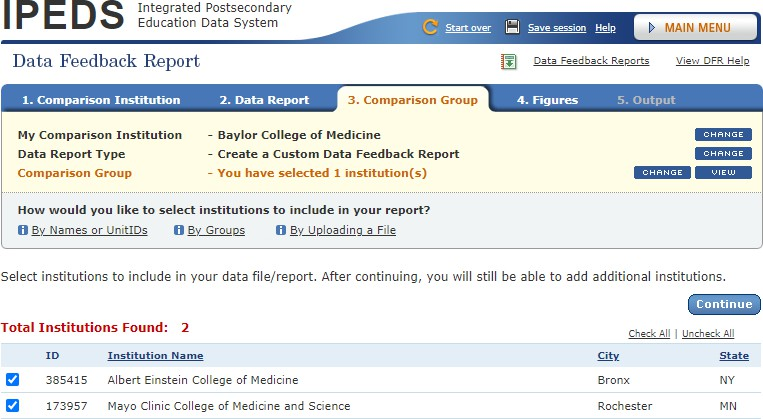 IPEDS Integrated Postsecondary
Education Data System
Start over Save session Help MAIN MENU
Data Feedback Report Data Feedback Reports View DFR Help
1. Comparison Institution 2. Data Report 3. Comparison Group 4. Figures 5. Output
My Comparison Institution - Baylor College of Medicine CHANGE
Data Report Type - Create a Custom Data Feedback Report CHANGE
Comparison Group - You have selected 1 institution(s) CHANGE VIEW
How would you like to select institutions to include in your report?
By Names or UnitIDs By Groups By Uploading a File
Select institutions to include in your data file/report. After continuing, you will still be able to add additional institutions.
Continue
Total Institutions Found: 2 Check All | Uncheck All
ID Institution Name City State
385415 Albert Einstein College of Medicine Bronx NY
173957 Mayo Clinic College of Medicine and Science Rochester MN